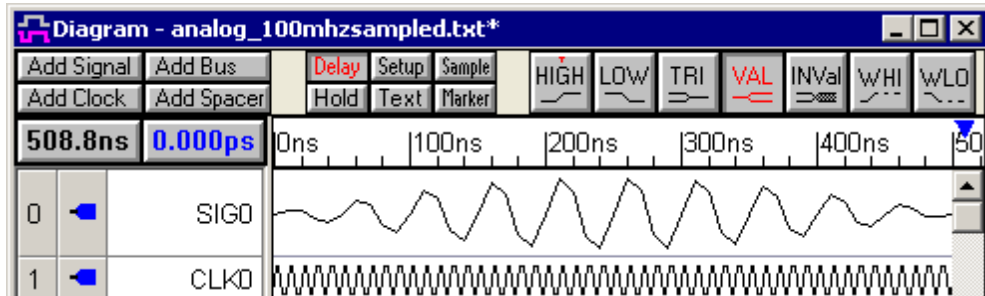 Diagram - analog_100mhzsampled.txt*
Add Signal Add Bus Delay Setup Sample HIGH LOW TRI VAL INVal WHI WLO
Add Clock Add Spacer Hold Text Marker
508.8ns 0.000ps 0ns 100ns 200ns 300ns 400ns 50
0 SIG0
1 CLK0